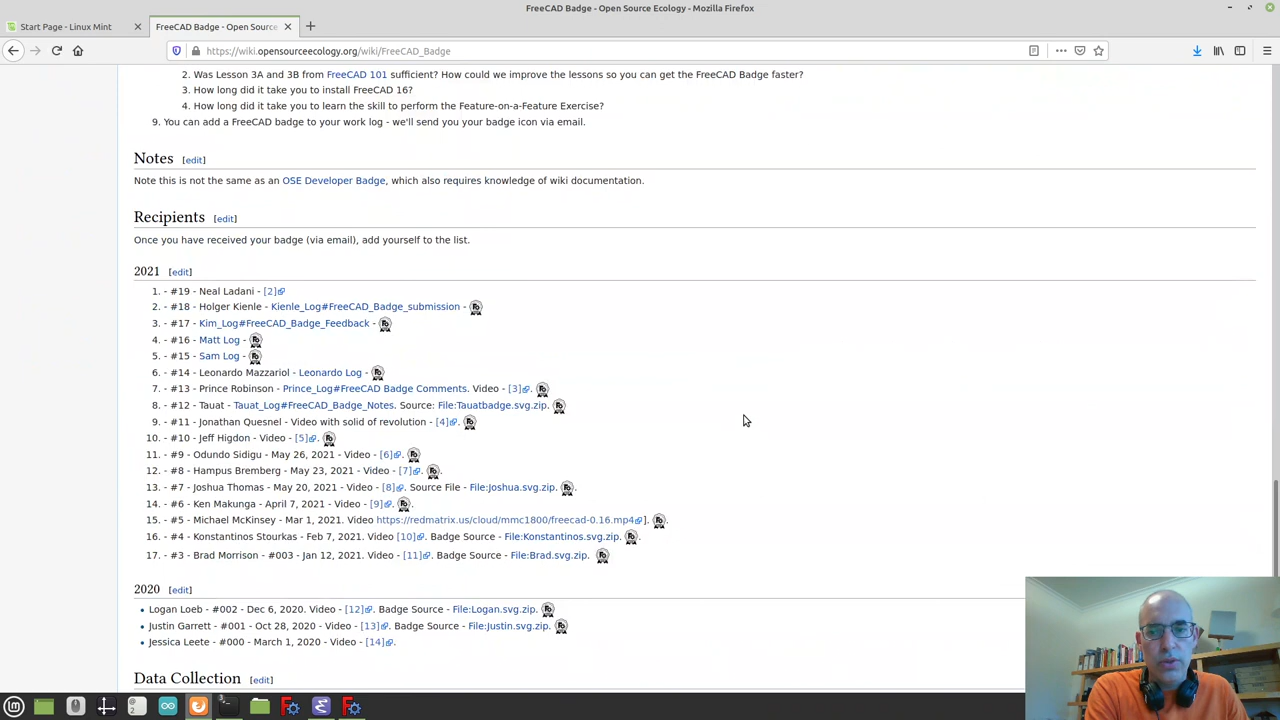 FreeCAD Badge - Open Source Ecology - Mozilla Firefox
Start Page - Linux Mint
FreeCAD Badge - Open Source
https://wiki.opensourceecology.org/wiki/FreeCAD_Badge
2. Was Lesson 3A and 3B from FreeCAD 101 sufficient? How could we improve the lessons so you can get the FreeCAD Badge faster?
3. How long did it take you to install FreeCAD 16?
4. How long did it take you to learn the skill to perform the Feature-on-a-Feature Exercise?
9. You can add a FreeCAD badge to your work log - we'll send you your badge icon via email.
Notes [edit]
Note this is not the same as an OSE Developer Badge, which also requires knowledge of wiki documentation.
Recipients [edit]
Once you have received your badge (via email), add yourself to the list.
2021 [edit]
1. - #19 - Neal Ladani - [2]
2. - #18 - Holger Kienle - Kienle_Log#FreeCAD_Badge_submission -
3. - #17 - Kim_Log#FreeCAD_Badge_Feedback -
4. - #16 - Matt Log -
5. - #15 - Sam Log -
6. - #14 - Leonardo Mazzariol - Leonardo Log -
7. - #13 - Prince Robinson - Prince_Log#FreeCAD Badge Comments. Video - [3].
8. - #12 - Tauat - Tauat_Log#FreeCAD_Badge_Notes. Source: File:Tauatbadge.svg.zip.
9. - #11 - Jonathan Quesnel - Video with solid of revolution - [4].
10. - #10 - Jeff Higdon - Video - [5].
11. - #9 - Odundo Sidigu - May 26, 2021 - Video - [6].
12. - #8 - Hampus Bremberg - May 23, 2021 - Video - [7].
13. - #7 - Joshua Thomas - May 20, 2021 - Video - [8]. Source File - File:Joshua.svg.zip. .
14. - #6 - Ken Makunga - April 7, 2021 - Video - [9]. .
15. - #5 - Michael McKinsey - Mar 1, 2021. Video https://redmatrix.us/cloud/mmc1800/freecad-0.16.mp4]. .
16. - #4 - Konstantinos Stourkas - Feb 7, 2021. Video [10]. Badge Source - File:Konstantinos.svg.zip. .
17. - #3 - Brad Morrison - #003 - Jan 12, 2021. Video - [11]. Badge Source - File:Brad.svg.zip.
2020 [edit]
Logan Loeb - #002 - Dec 6, 2020. Video - [12]. Badge Source - File:Logan.svg.zip.
Justin Garrett - #001 - Oct 28, 2020 - Video - [13]. Badge Source - File:Justin.svg.zip.
Jessica Leete - #000 - March 1, 2020 - Video - [14].
Data Collection [edit]